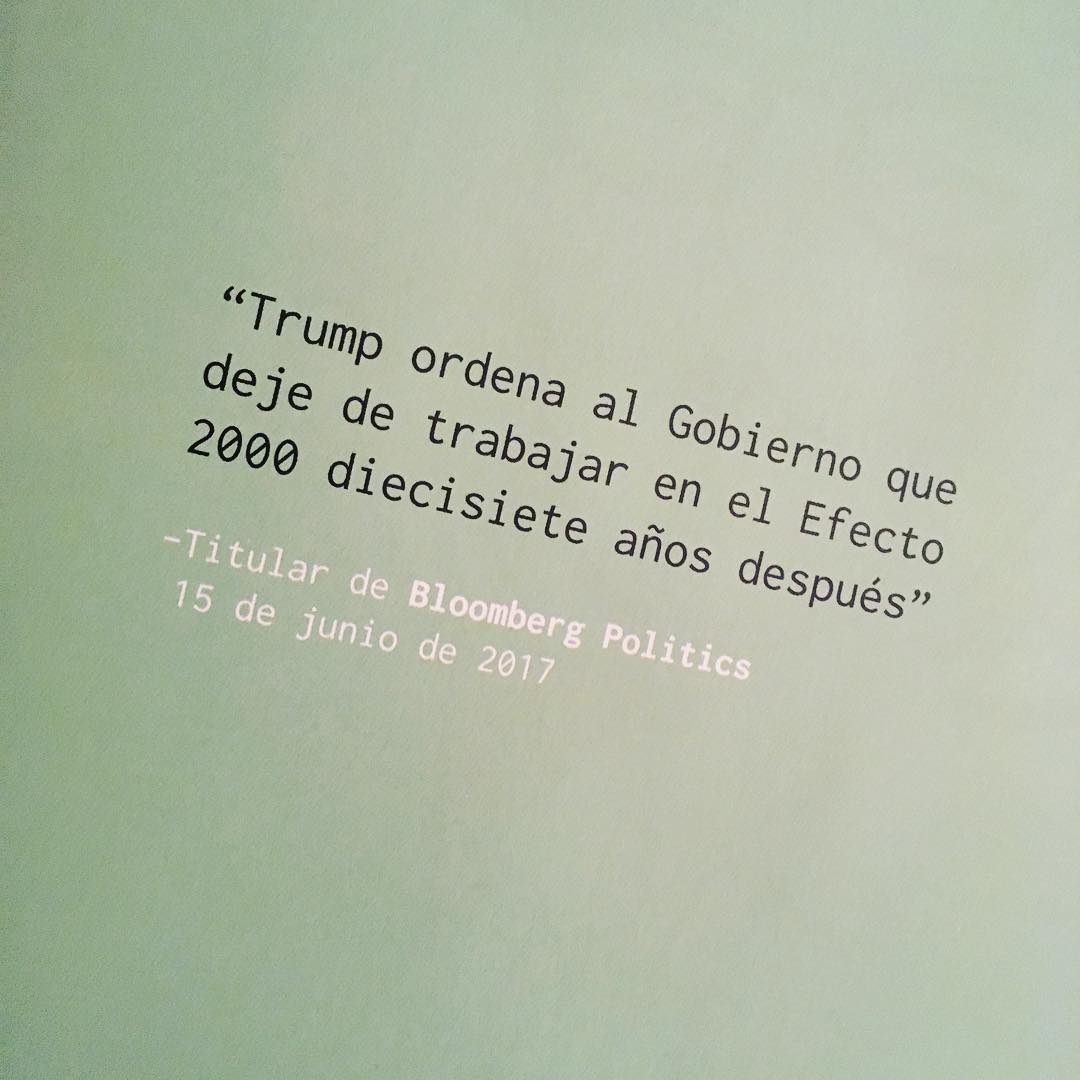 “Trump ordena al Gobierno que
deje de trabajar en el Efecto
2000 diecisiete años después”
–Titular de Bloomberg Politics
15 de junio de 2017